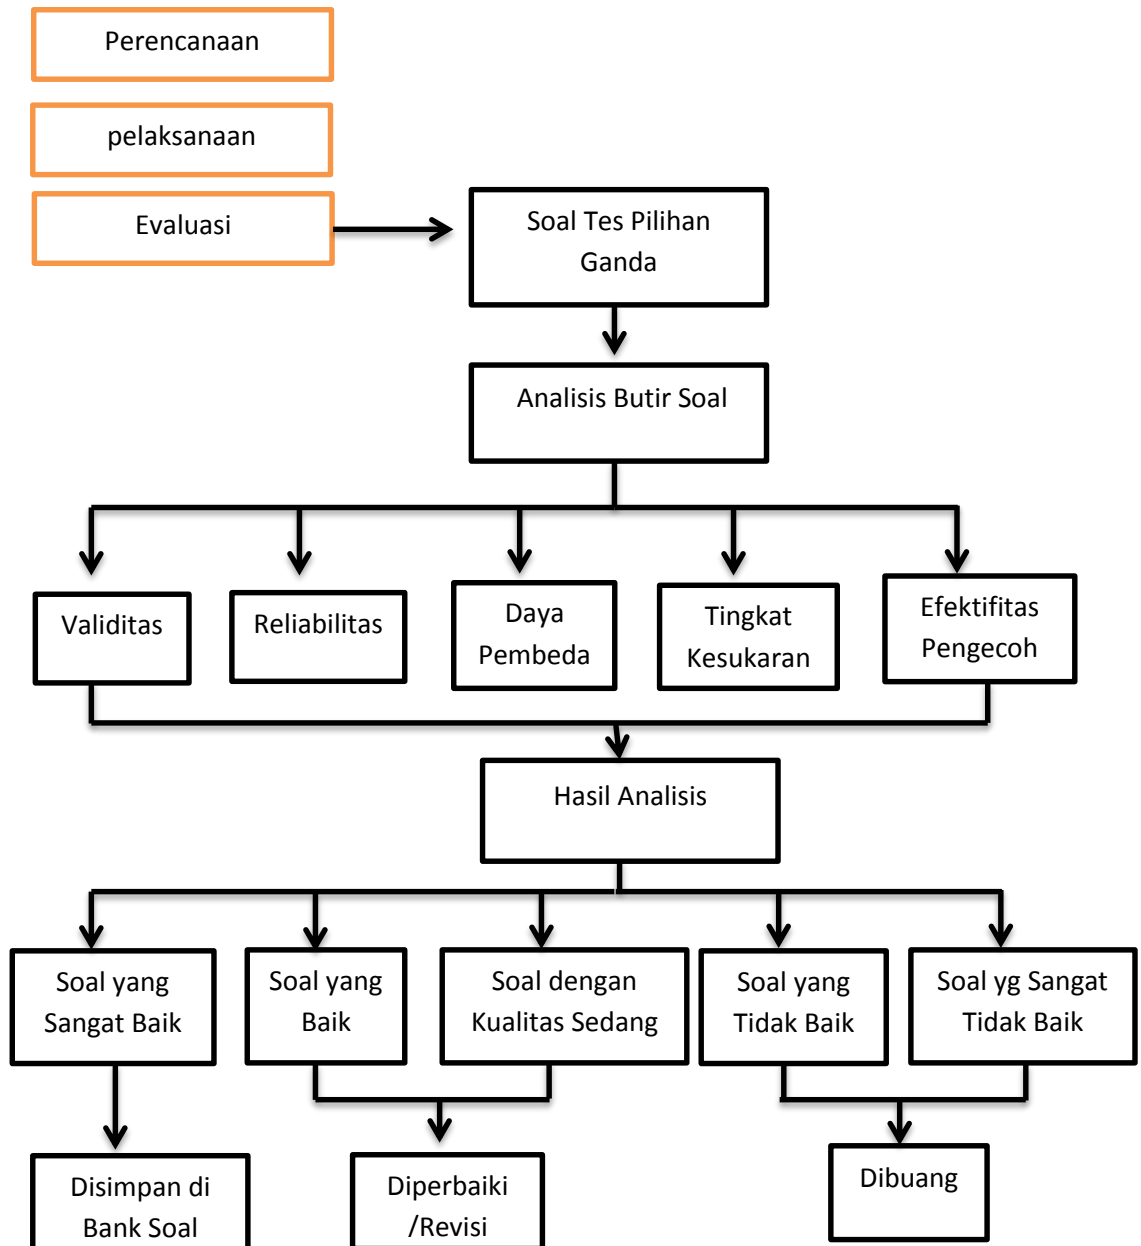 Perencanaan
pelaksanaan
Evaluasi
Soal Tes Pilihan
Ganda
Analisis Butir Soal
Validitas
Reliabilitas
Daya
Pembeda
Tingkat
Kesukaran
Efektifitas
Pengecoh
Hasil Analisis
Soal yang
Sangat Baik
Soal yang
Baik
Soal dengan
Kualitas Sedang
Soal yang
Tidak Baik
Soal yg Sangat
Tidak Baik
Disimpan di
Bank Soal
Diperbaiki
/Revisi
Dibuang